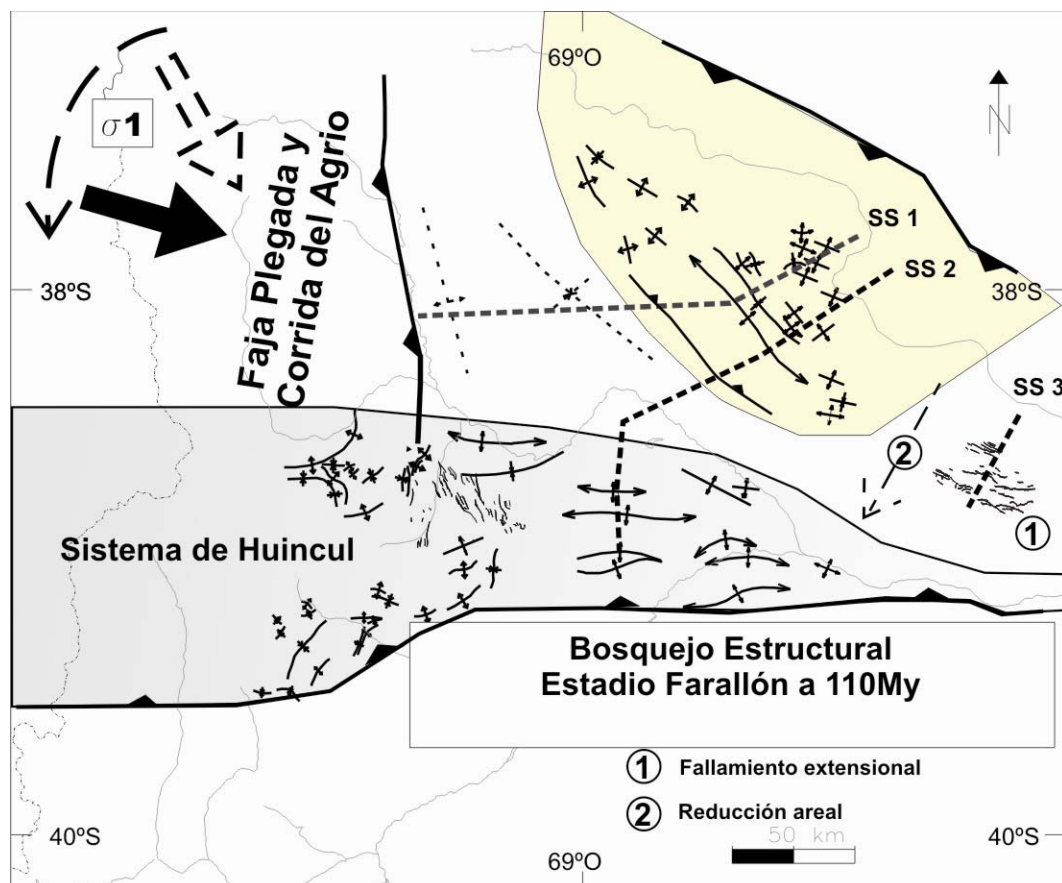 69ºO
N
σ1
Faja Plegada y
Corrida del Agrio
SS 1
SS 2
38ºS
38ºS
SS 3
2
1
Sistema de Huincul
Bosquejo Estructural
Estadio Farallón a 110My
1 Fallamiento extensional
2 Reducción areal
50 km
40ºS
69ºO
40ºS